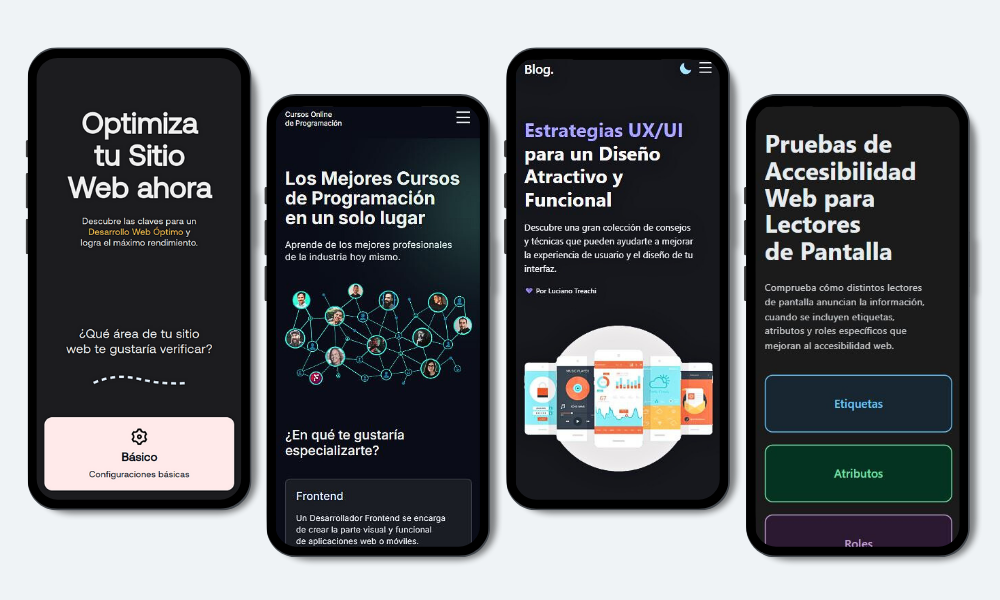 Optimiza
tu Sitio
Web ahora
Descubre las claves para un
Desarrollo Web Óptimo y
logra el máximo rendimiento.
¿Qué área de tu sitio
web te gustaría verificar?
Básico
Configuraciones básicas
Cursos Online
de Programación
Los Mejores Cursos
de Programación
en un solo lugar
Aprende de los mejores profesionales
de la industria hoy mismo.
¿En qué te gustaría
especializarte?
Frontend
Un Desarrollador Frontend se encarga
de crear la parte visual y funcional
de aplicaciones web o móviles.
Blog.
Estrategias UX/UI
para un Diseño
Atractivo y
Funcional
Descubre una gran colección de consejos
y técnicas que pueden ayudarte a mejorar
la experiencia de usuario y el diseño de tu
interfaz.
Por Luciano Treachi
MUSIC PLAYER
Pruebas de
Accesibilidad
Web para
Lectores
de Pantalla
Comprueba cómo distintos lectores
de pantalla anuncian la información,
cuando se incluyen etiquetas,
atributos y roles específicos que
mejoran al accesibilidad web.
Etiquetas
Atributos
Roles